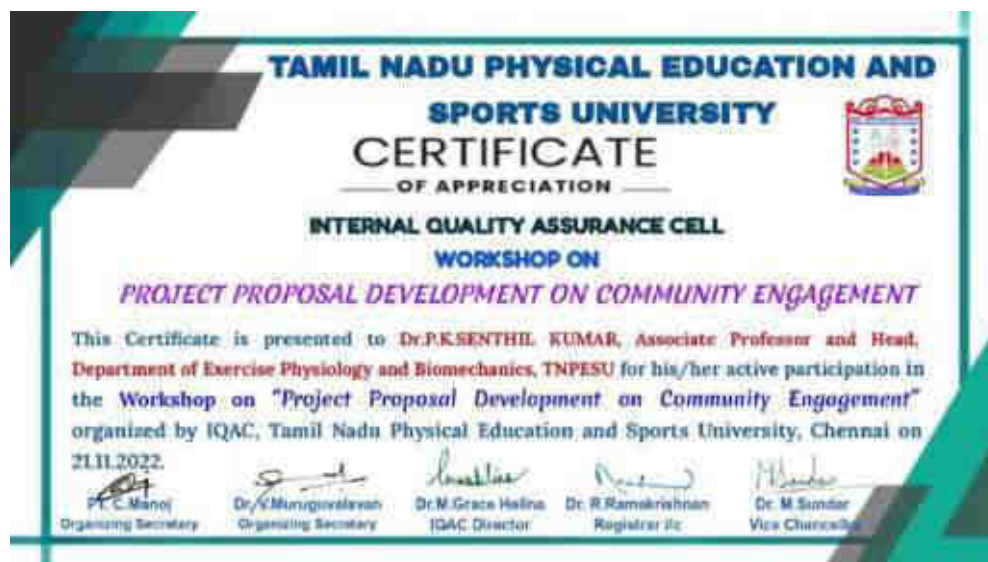 TAMIL NADU PHYSICAL EDUCATION AND
SPORTS UNIVERSITY
CERTIFICATE
OF APPRECIATION
INTERNAL QUALITY ASSURANCE CELL
WORKSHOP ON
PROJECT PROPOSAL DEVELOPMENT ON COMMUNITY ENGAGEMENT
This Certificate is presented to Dr.P.K.SENTHIL KUMAR, Associate Professor and Head,
Department of Exercise Physiology and Biomechanics, TNPESU for his/her active participation in
the Workshop on "Project Proposal Development on Community Engagement"
organized by IQAC, Tamil Nadu Physical Education and Sports University, Chennai on
21.11.2022.
C.Manoj Dr. Dr.M.Grace Helina Dr. R.Ramakrishnan Dr. M.Sundar
Organizing Secretary Organizing Secretary IQAC Director Registrar i/c Vice Chancellor